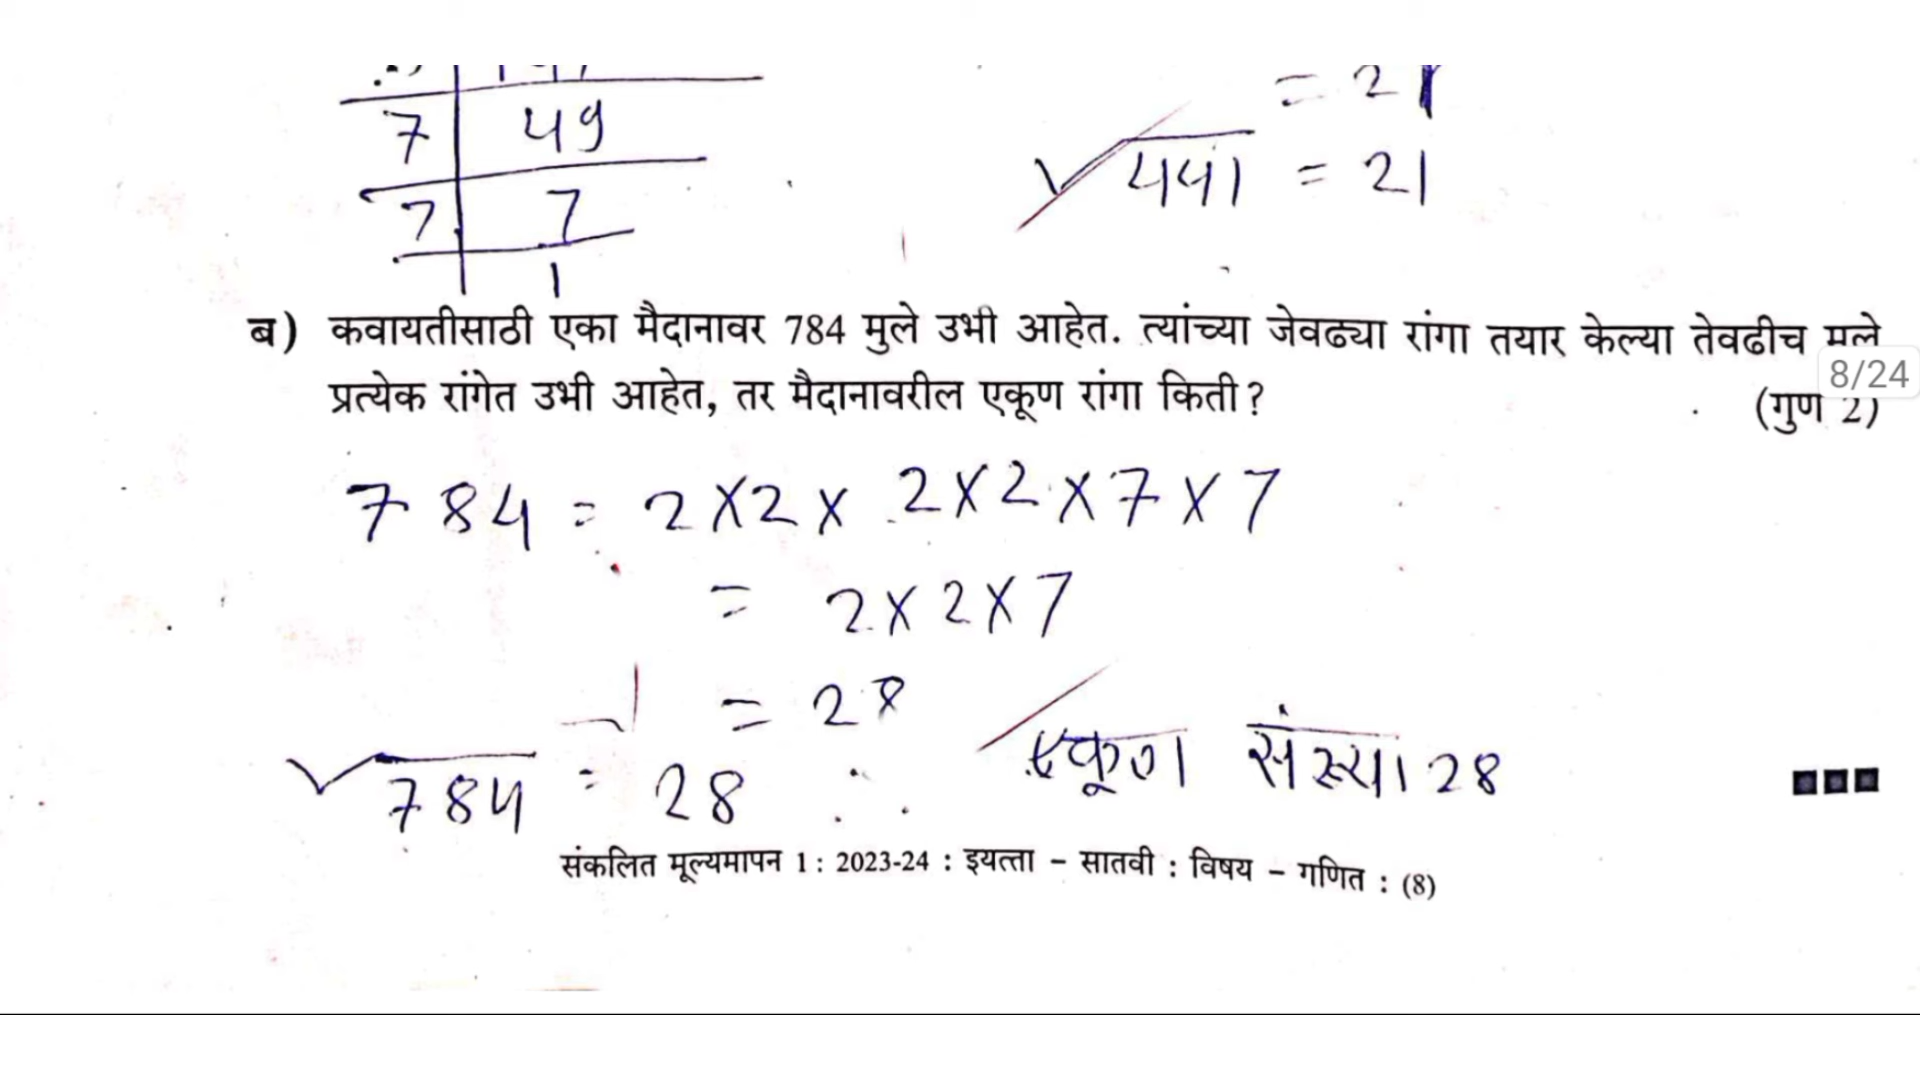 = 21
7 49
√441 = 21
7 7
1
ब) कवायतीसाठी एका मैदानावर 784 मुले उभी आहेत. त्यांच्या जेवढ्या रांगा तयार केल्या तेवढीच मुले
8/24
प्रत्येक रांगेत उभी आहेत, तर मैदानावरील एकूण रांगा किती? (गुण 2)
784 = 2×2×2×2×7×7
= 2×2×7
= 28
√784 = 28 एकूण संख्या 28
संकलित मूल्यमापन 1 : 2023-24 : इयत्ता – सातवी : विषय – गणित : (8)